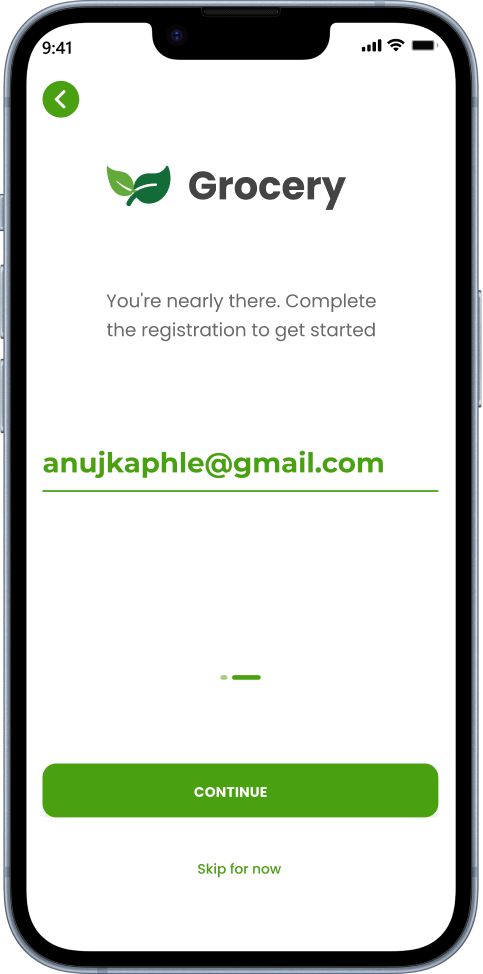 9:41
Grocery
You're nearly there. Complete
the registration to get started
anujkaphle@gmail.com
CONTINUE
Skip for now